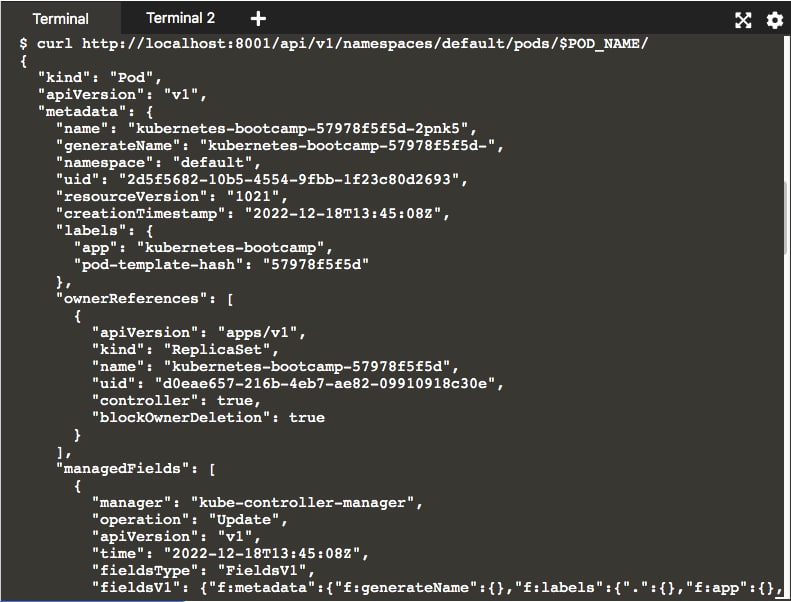 Terminal
Terminal 2
$ curl http://localhost:8001/api/v1/namespaces/default/pods/$POD_NAME/
{
  "kind": "Pod",
  "apiVersion": "v1",
  "metadata": {
    "name": "kubernetes-bootcamp-57978f5f5d-2pnk5",
    "generateName": "kubernetes-bootcamp-57978f5f5d-",
    "namespace": "default",
    "uid": "2d5f5682-10b5-4554-9fbb-1f23c80d2693",
    "resourceVersion": "1021",
    "creationTimestamp": "2022-12-18T13:45:08Z",
    "labels": {
      "app": "kubernetes-bootcamp",
      "pod-template-hash": "57978f5f5d"
    },
    "ownerReferences": [
      {
        "apiVersion": "apps/v1",
        "kind": "ReplicaSet",
        "name": "kubernetes-bootcamp-57978f5f5d",
        "uid": "d0eae657-216b-4eb7-ae82-09910918c30e",
        "controller": true,
        "blockOwnerDeletion": true
      }
    ],
    "managedFields": [
      {
        "manager": "kube-controller-manager",
        "operation": "Update",
        "apiVersion": "v1",
        "time": "2022-12-18T13:45:08Z",
        "fieldsType": "FieldsV1",
        "fieldsV1": {"f:metadata":{"f:generateName":{},"f:labels":{".":{},"f:app":{},